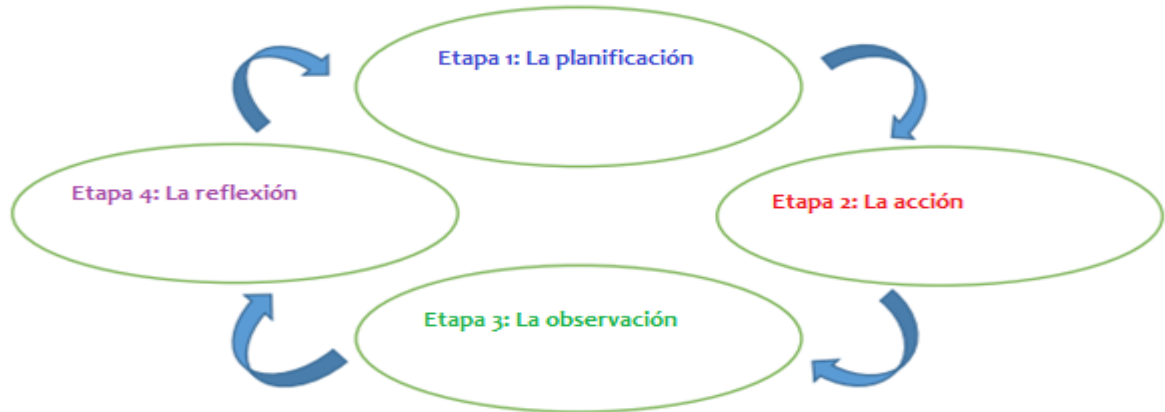 Etapa 1: La planificación
Etapa 4: La reflexión
Etapa 2: La acción
Etapa 3: La observación